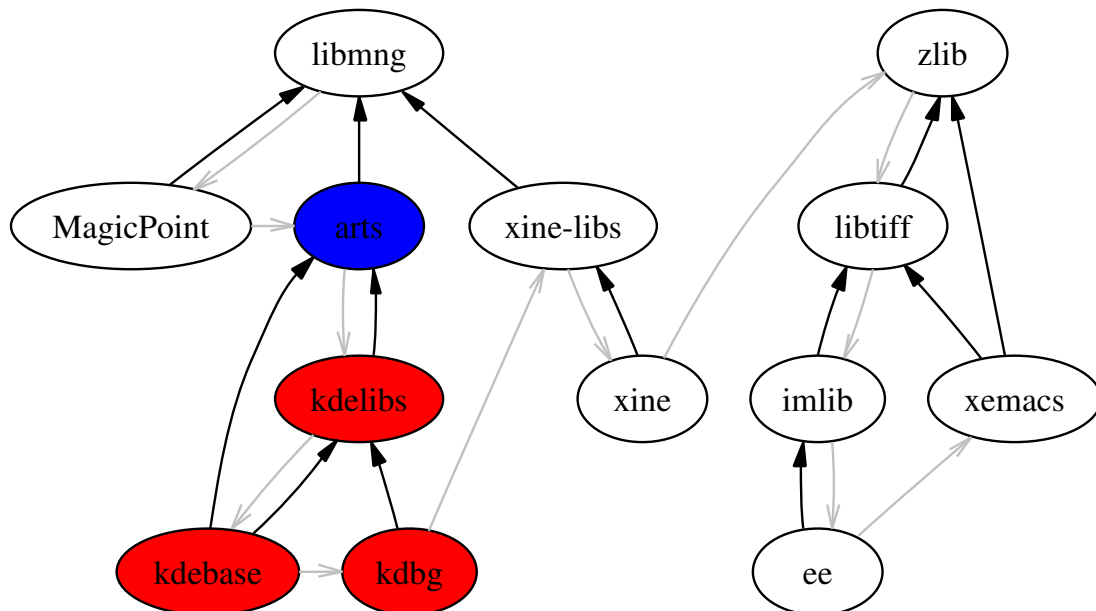 libmng
zlib
MagicPoint
arts
xine-libs
libtiff
kdelibs
xine
imlib
xemacs
kdebase
kdbg
ee